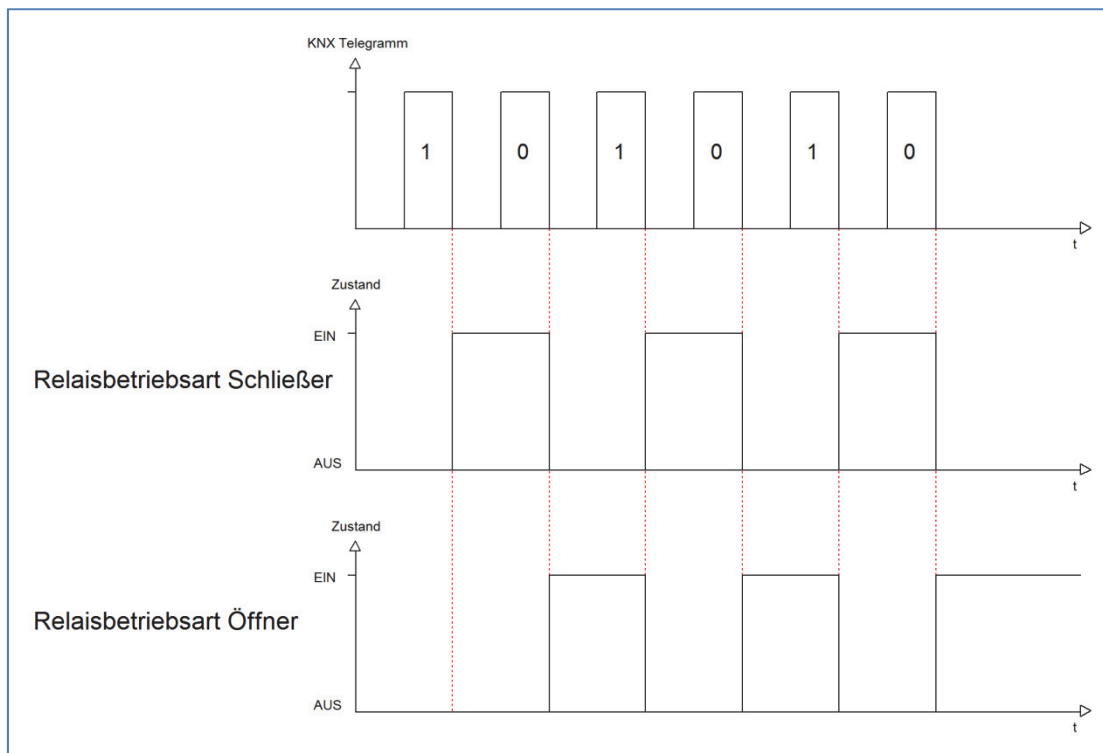 KNX Telegramm
1 0 1 0 1 0
t
Zustand
EIN
Relaisbetriebsart Schließer
AUS
t
Zustand
EIN
Relaisbetriebsart Öffner
AUS
t